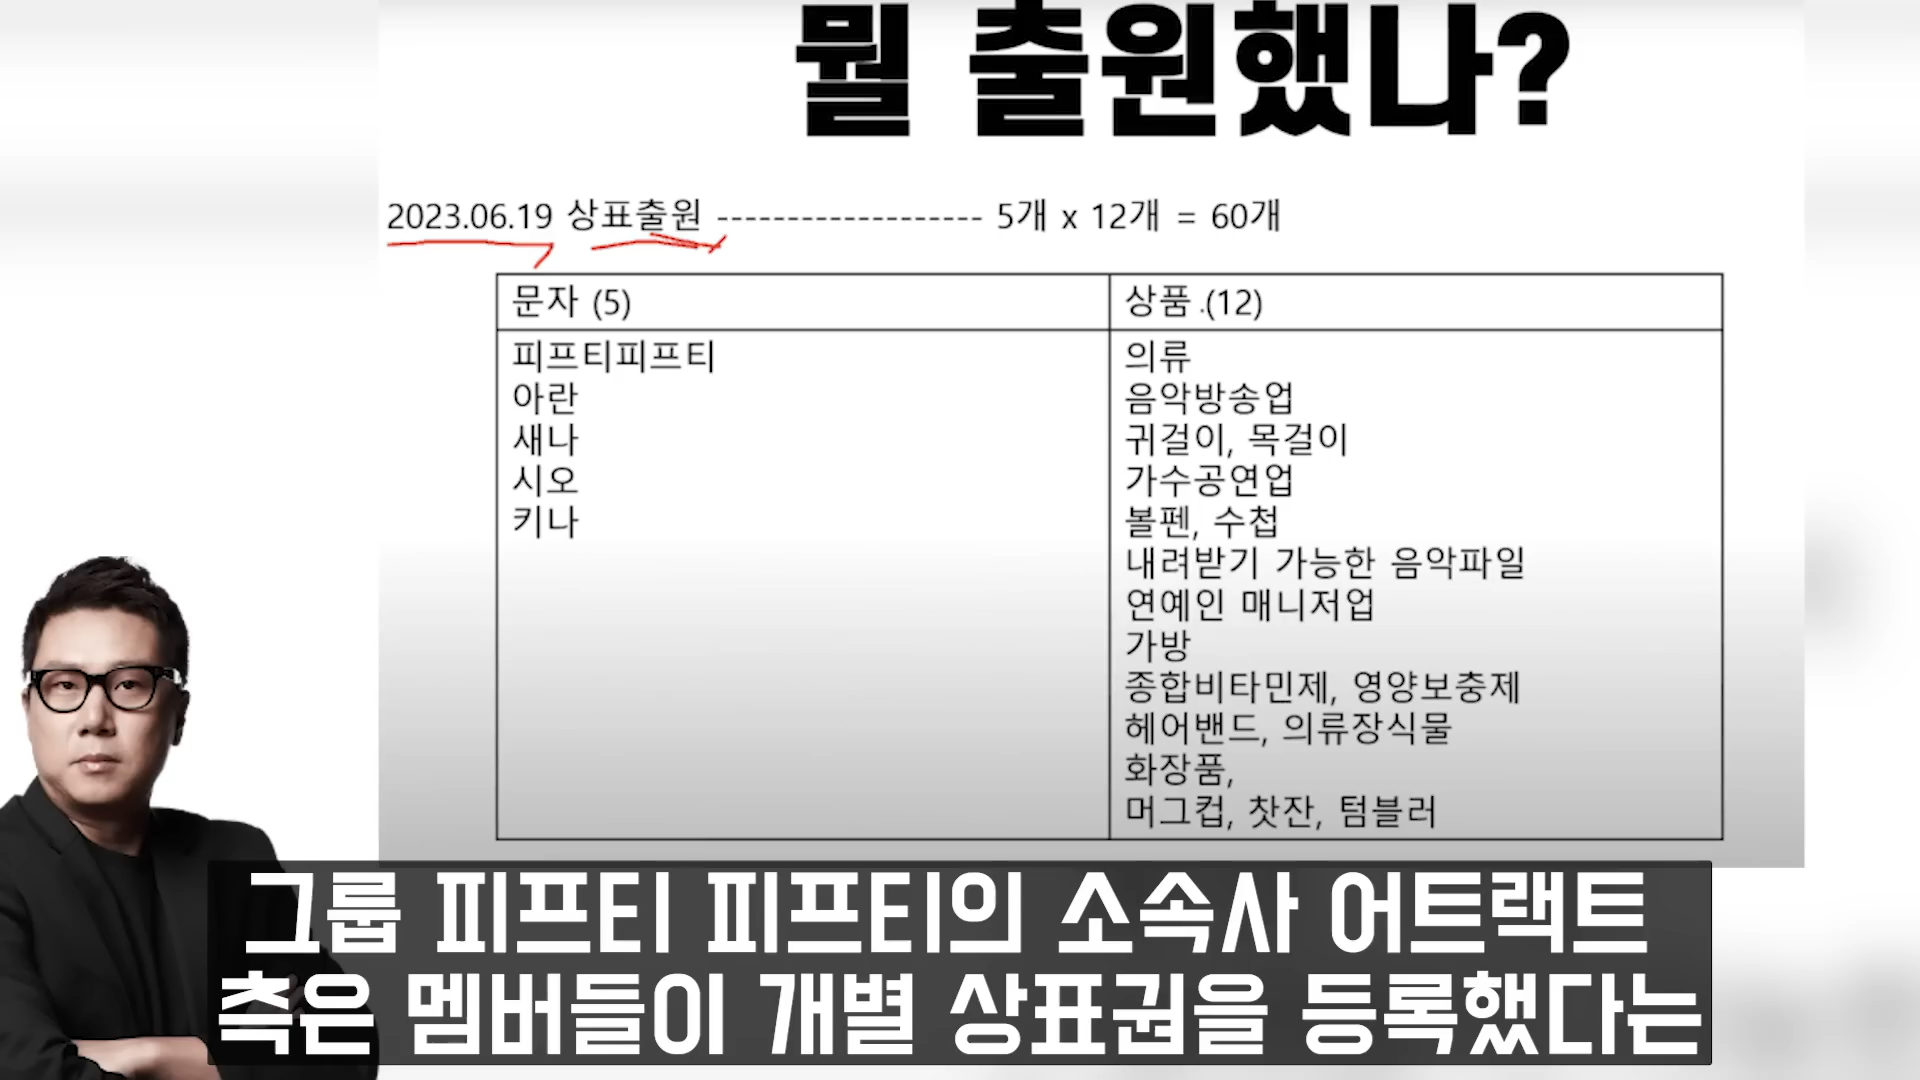 뭘 출원했나?
2023.06.19 상표출원 ------------------- 5개 x 12개 = 60개
문자 (5)
상품 .(12)
피프티피프티
아란
새나
시오
키나
의류
음악방송업
귀걸이, 목걸이
가수공연업
볼펜, 수첩
내려받기 가능한 음악파일
연예인 매니저업
가방
종합비타민제, 영양보충제
헤어밴드, 의류장식물
화장품,
머그컵, 찻잔, 텀블러
그룹 피프티 피프티의 소속사 어트랙트
측은 멤버들이 개별 상표권을 등록했다는